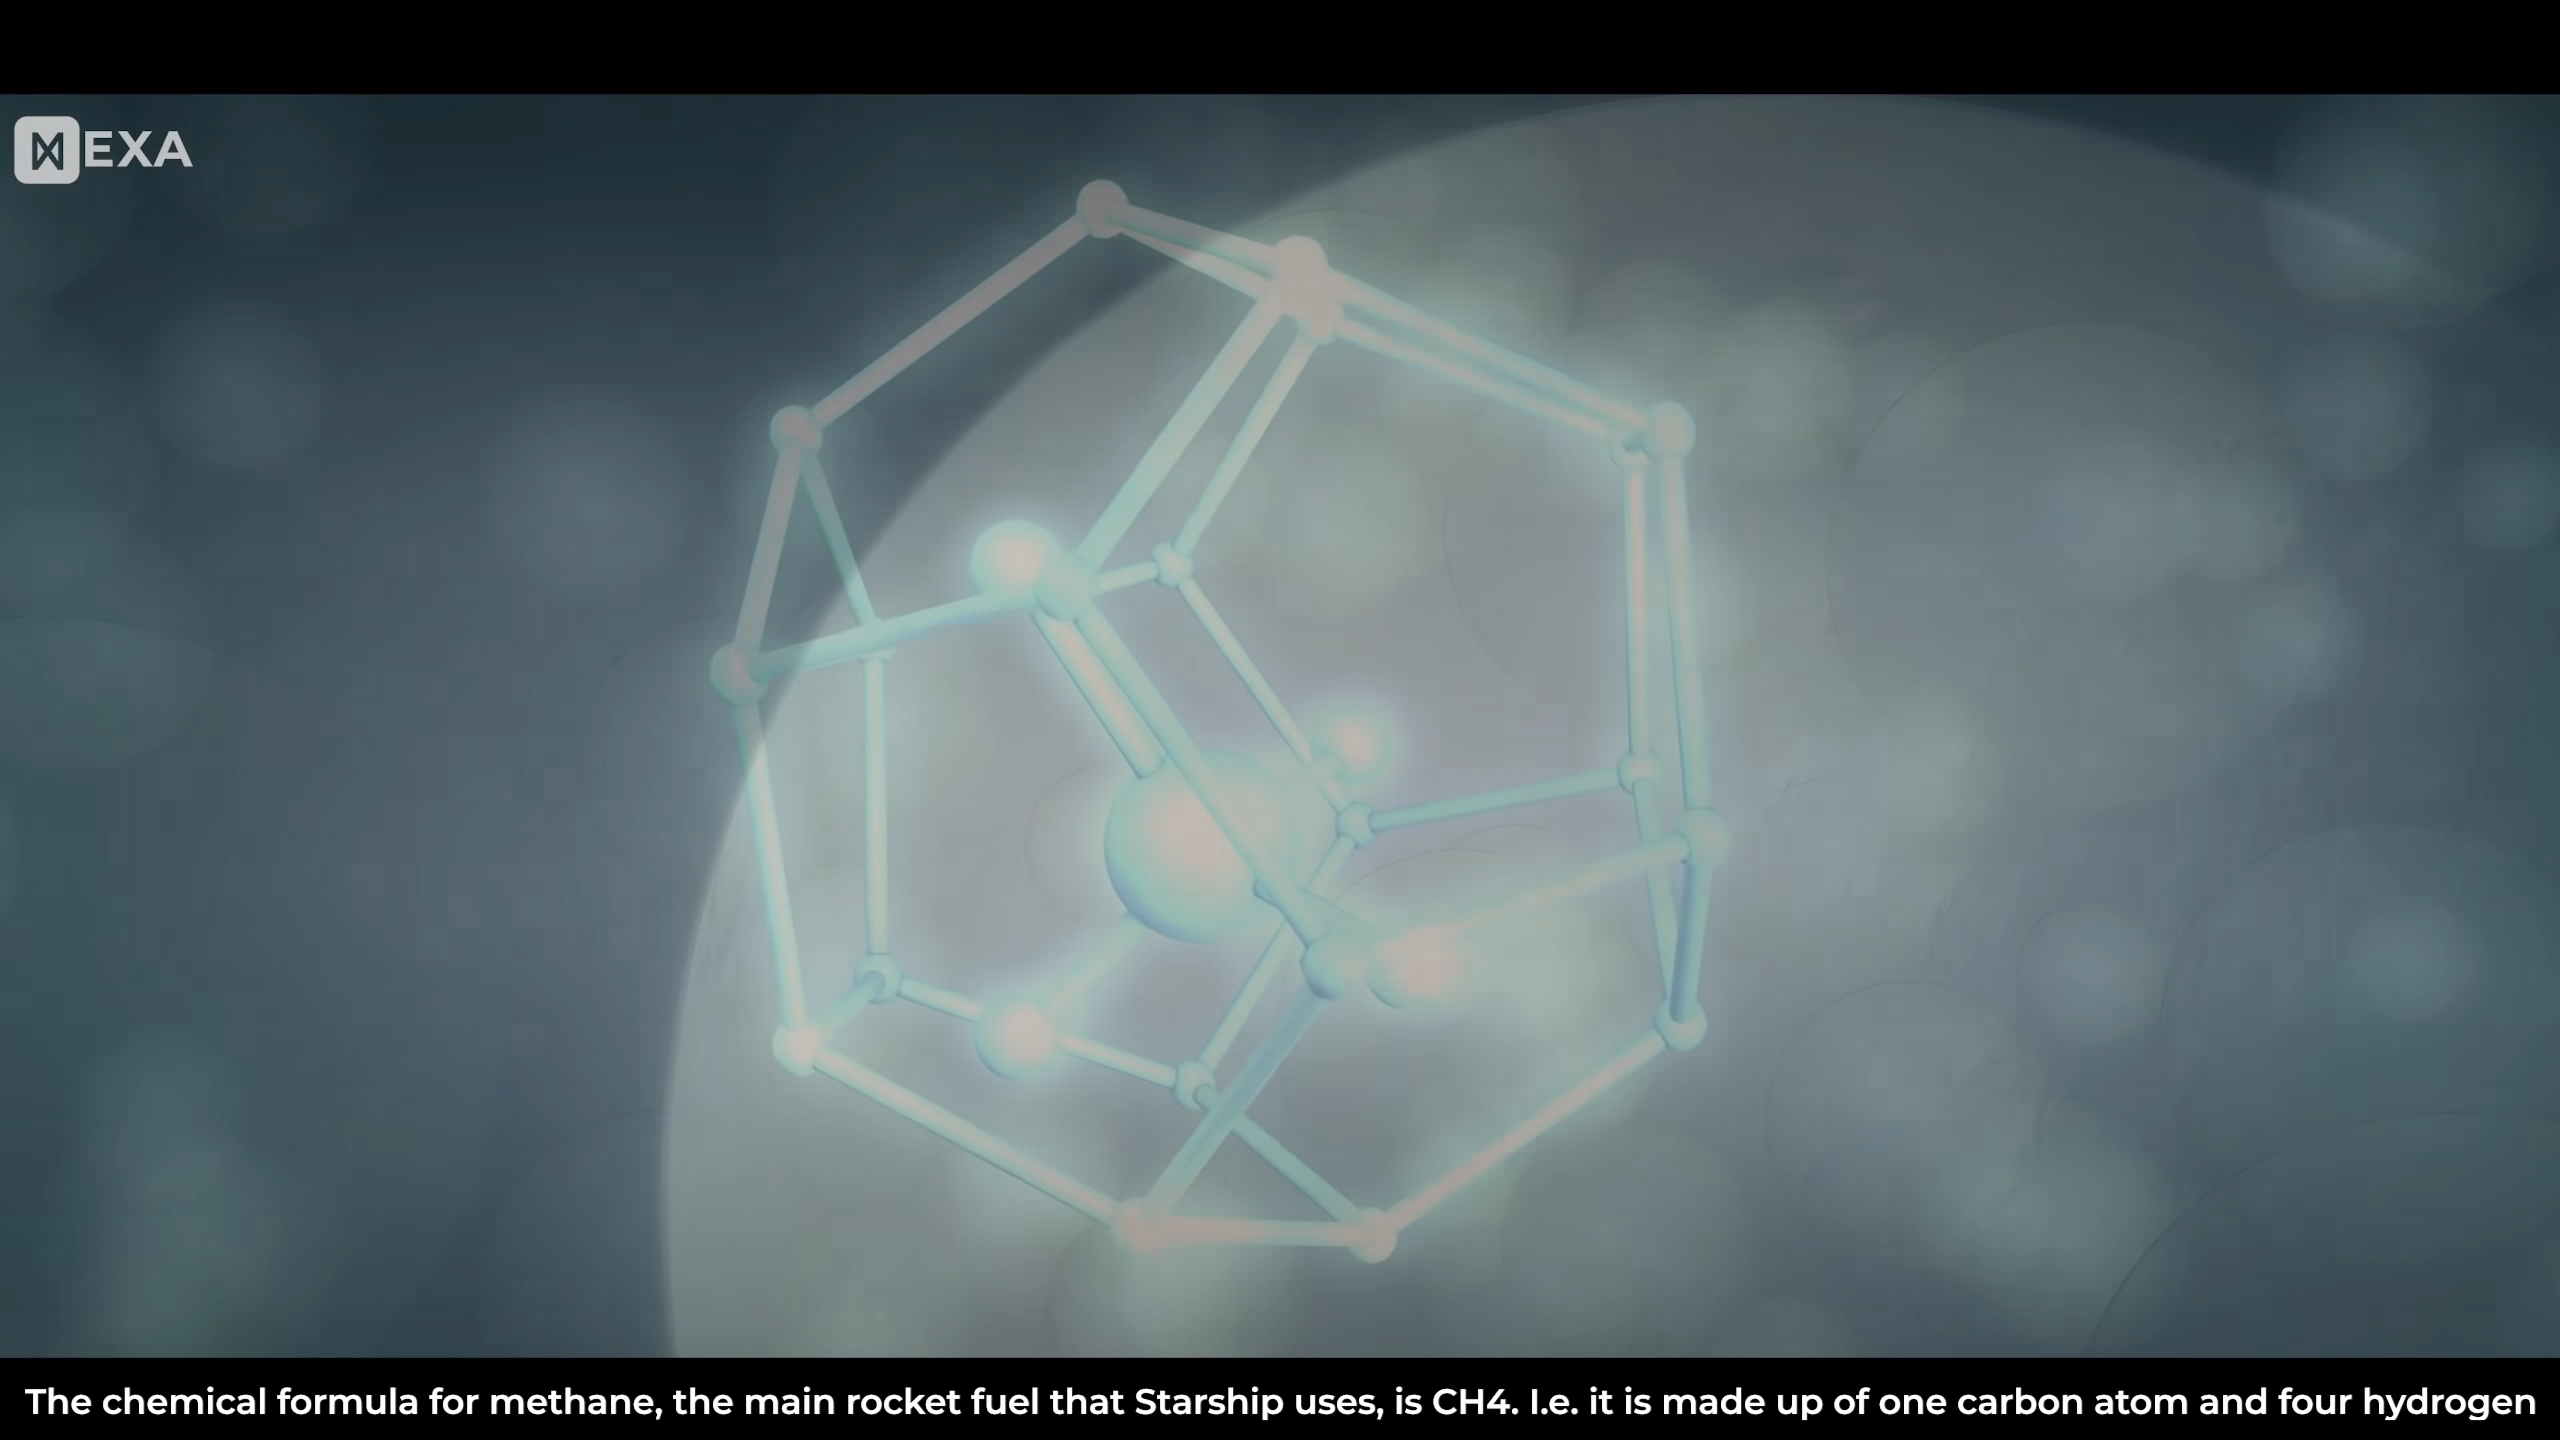 MEXA
The chemical formula for methane, the main rocket fuel that Starship uses, is CH4. I.e. it is made up of one carbon atom and four hydrogen